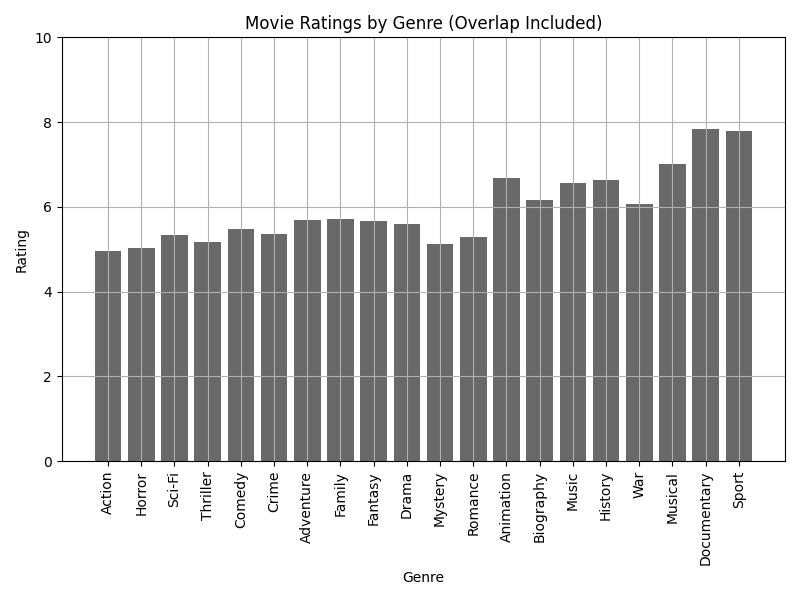 Movie Ratings by Genre (Overlap Included)
10
8
6
4
2
0
Rating
Action
Horror
Sci-Fi
Thriller
Comedy
Crime
Adventure
Family
Fantasy
Drama
Mystery
Romance
Animation
Biography
Music
History
War
Musical
Documentary
Sport
Genre